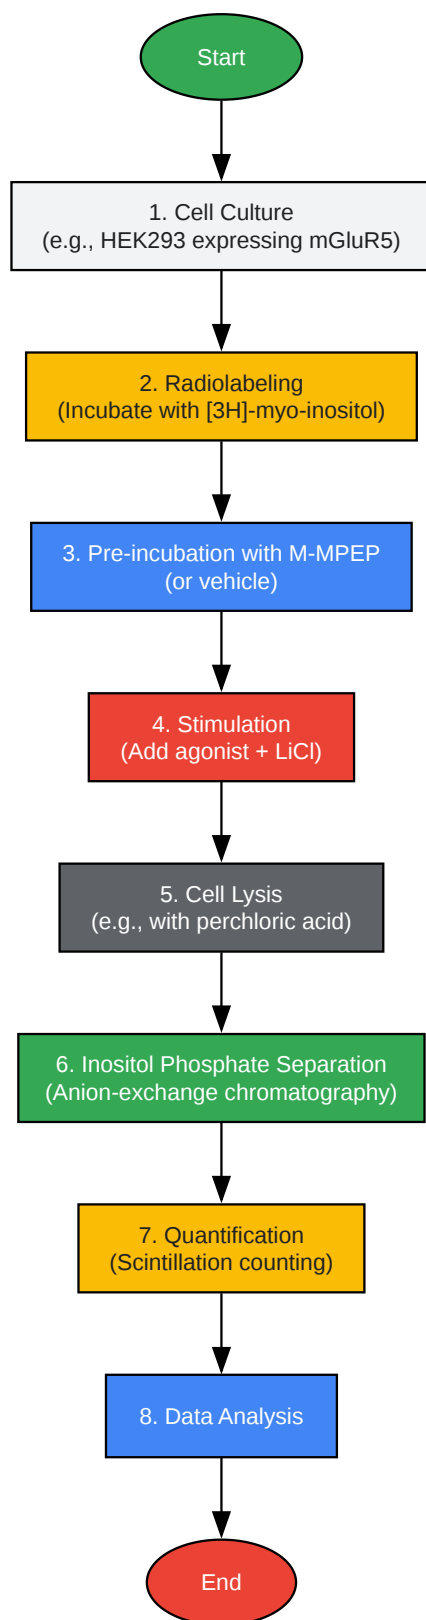 Start
1. Cell Culture
(e.g., HEK293 expressing mGluR5)
2. Radiolabeling
(Incubate with [3H]-myo-inositol)
3. Pre-incubation with M-MPEP
(or vehicle)
4. Stimulation
(Add agonist + LiCl)
5. Cell Lysis
(e.g., with perchloric acid)
6. Inositol Phosphate Separation
(Anion-exchange chromatography)
7. Quantification
(Scintillation counting)
8. Data Analysis
End